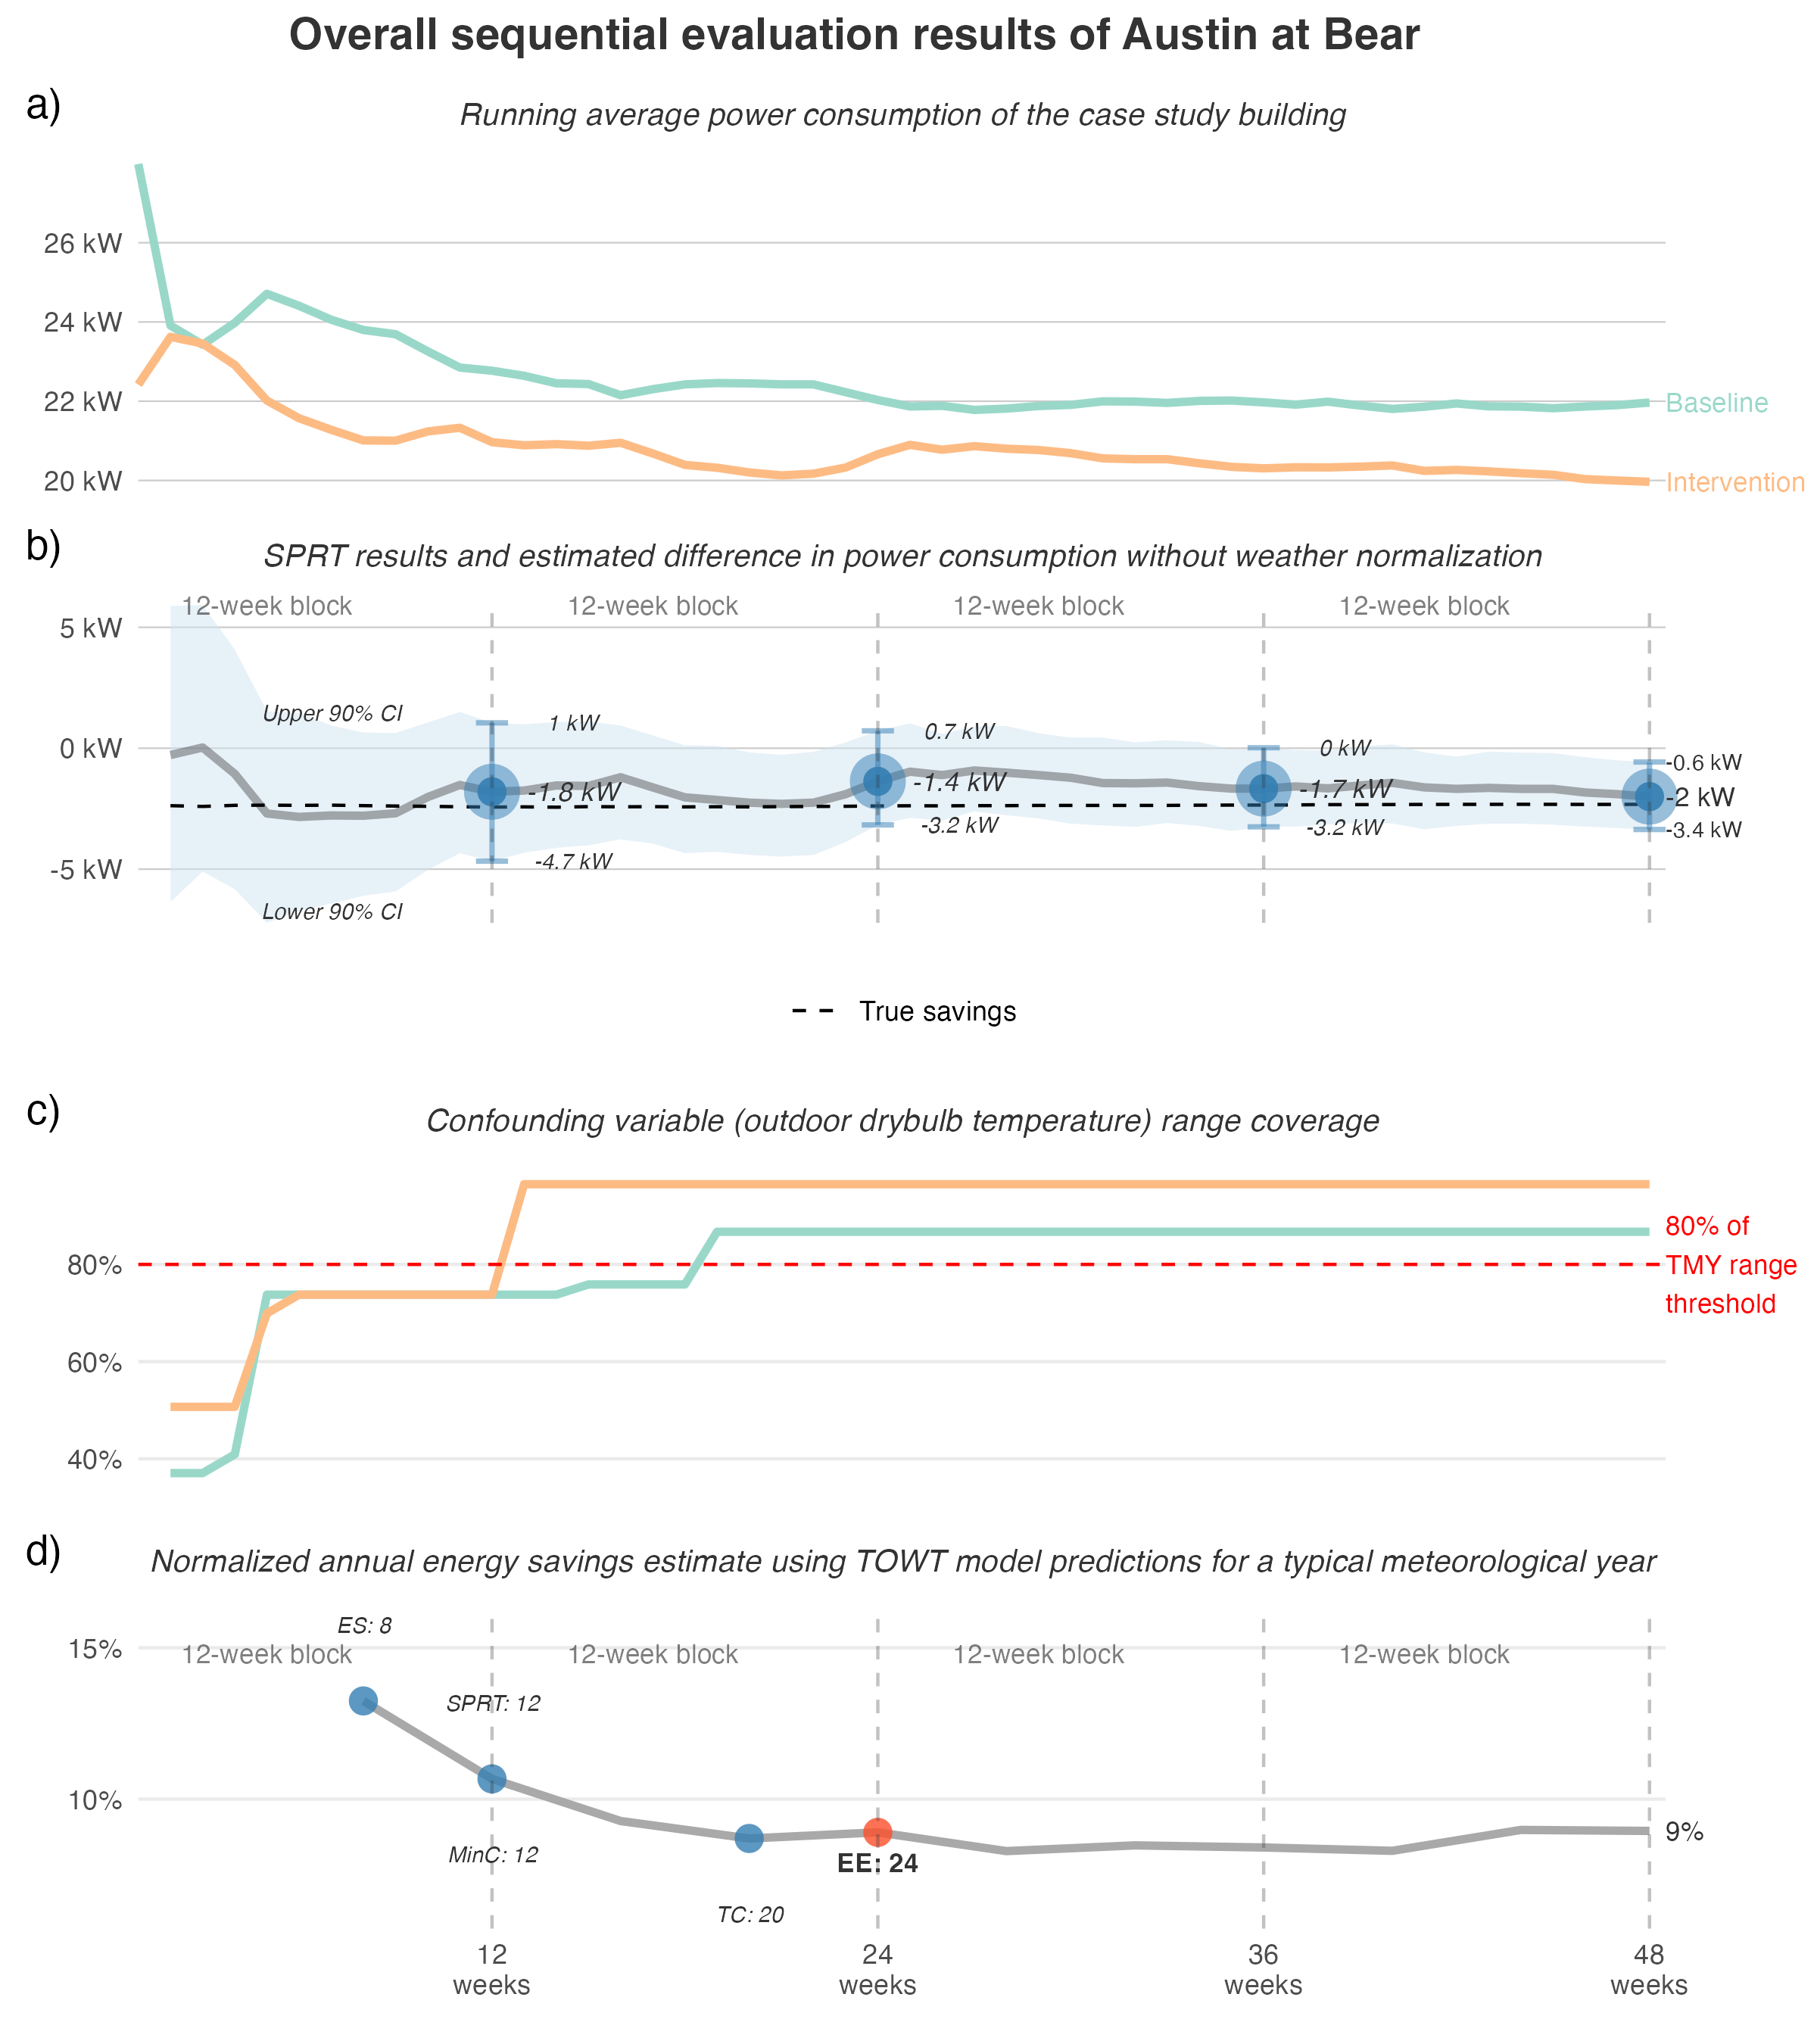 Overall sequential evaluation results of Austin at Bear
a)
Running average power consumption of the case study building
26 kW
24 kW
22 kW
20 kW
Baseline
Intervention
b)
SPRT results and estimated difference in power consumption without weather normalization
12-week block 12-week block 12-week block 12-week block
5 kW
0 kW
-5 kW
Upper 90% CI
Lower 90% CI
1 kW
-1.8 kW
-4.7 kW
0.7 kW
-1.4 kW
-3.2 kW
0 kW
-1.7 kW
-3.2 kW
-0.6 kW
-2 kW
-3.4 kW
True savings
c)
Confounding variable (outdoor drybulb temperature) range coverage
80%
60%
40%
80% of
TMY range
threshold
d)
Normalized annual energy savings estimate using TOWT model predictions for a typical meteorological year
ES: 8
15%
12-week block 12-week block 12-week block 12-week block
SPRT: 12
10%
9%
MinC: 12
EE: 24
TC: 20
12
weeks
24
weeks
36
weeks
48
weeks